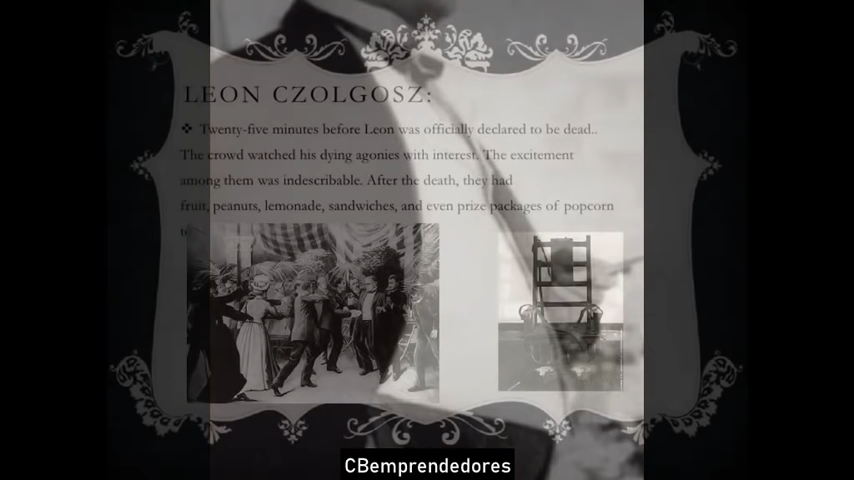 LEON CZOLGOSZ:
❖ Twenty-five minutes before Leon was officially declared to be dead..
The crowd watched his dying agonies with interest. The excitement
among them was indescribable. After the death, they had
fruit, peanuts, lemonade, sandwiches, and even prize packages of popcorn
CBemprendedores